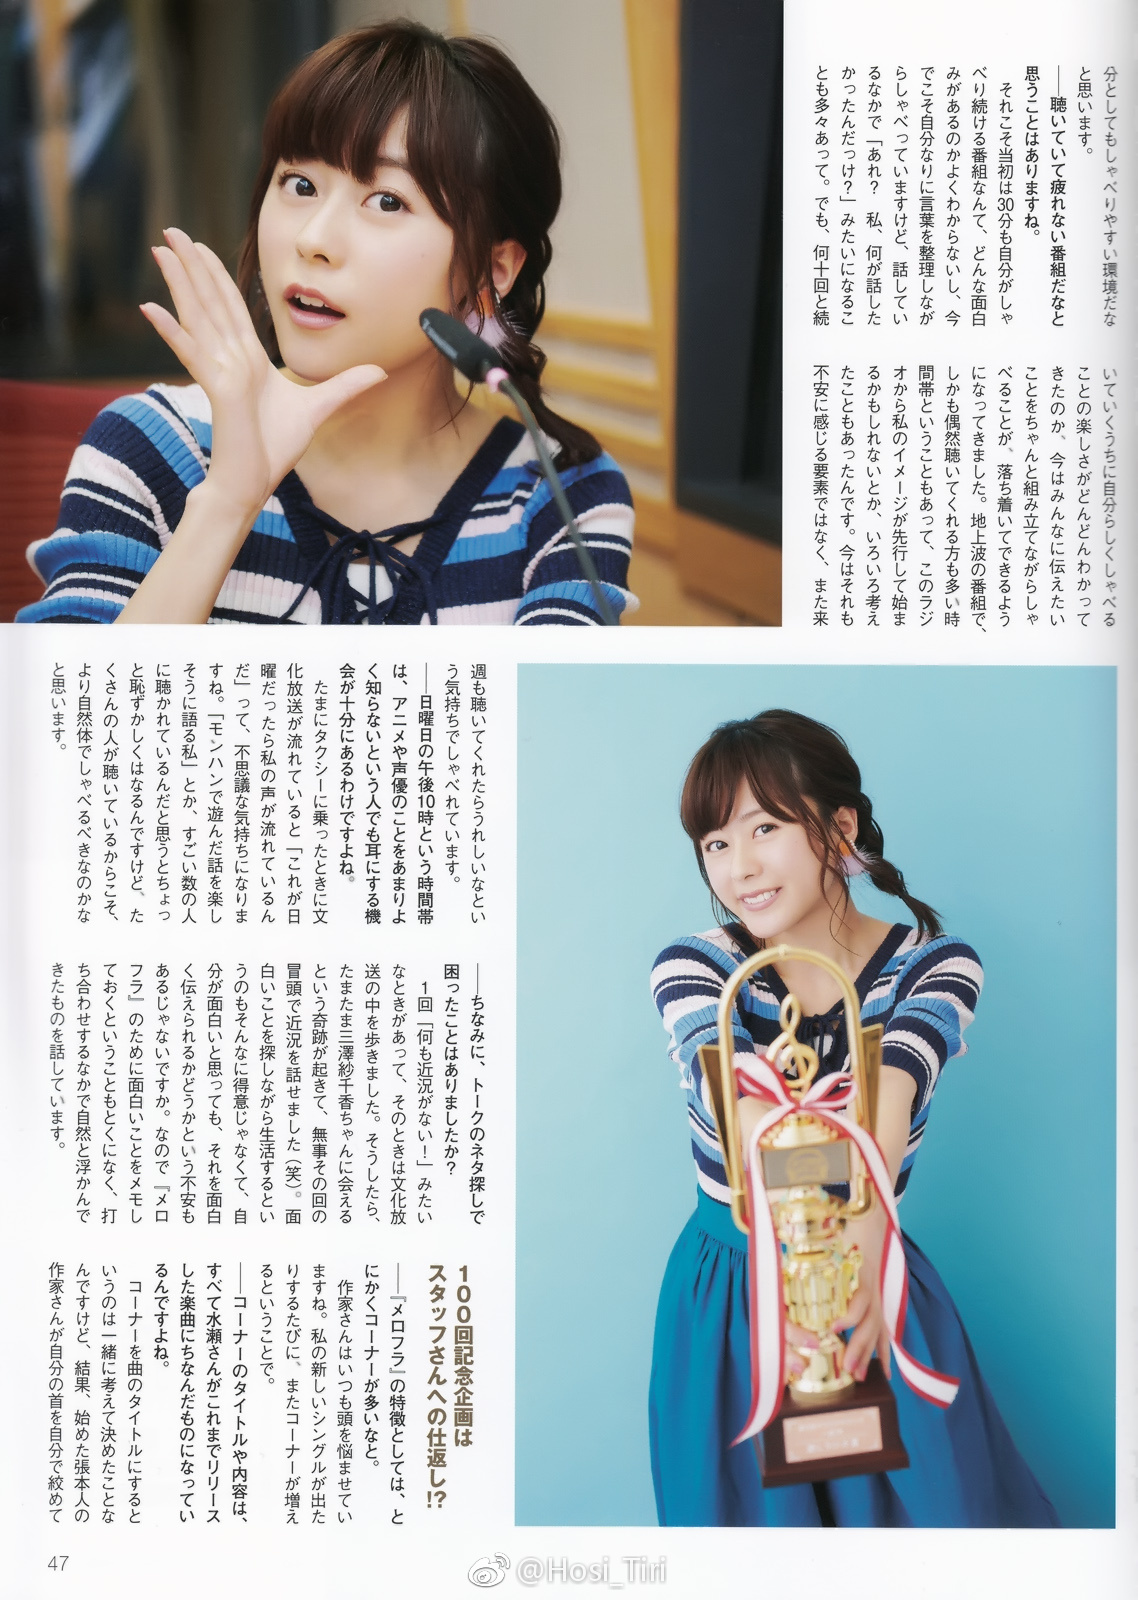 分としてもしゃべりやすい環境だな
と思います。
――聴いていて疲れない番組だなと
思うことはありますね。
それこそ当初は30分も自分がしゃ
べり続ける番組なんて、どんな面白
みがあるのかよくわからないし、今
でこそ自分なりに言葉を整理しなが
らしゃべっていますけど、話してい
るなかで「あれ？　私、何が話した
かったんだっけ？」みたいになるこ
とも多々あって。でも、何十回と続
いていくうちに自分らしくしゃべる
ことの楽しさがどんどんわかって
きたのか、今はみんなに伝えたい
ことをちゃんと組み立てながらしゃ
べることが、落ち着いてできるよう
になってきました。地上波の番組で、
しかも偶然聴いてくれる方も多い時
間帯ということもあって、このラジ
オから私のイメージが先行して始ま
るかもしれないとか、いろいろ考え
たこともあったんです。今はそれも
不安に感じる要素ではなく、また来
週も聴いてくれたらうれしいなとい
う気持ちでしゃべれています。
――日曜日の午後10時という時間帯
は、アニメや声優のことをあまりよ
く知らないという人でも耳にする機
会が十分にあるわけですよね。
たまにタクシーに乗ったときに文
化放送が流れていると「これが日
曜だったら私の声が流れているん
だ」って、不思議な気持ちになりま
すね。「モンハンで遊んだ話を楽し
そうに語る私」とか、すごい数の人
に聴かれているんだと思うとちょっ
と恥ずかしくはなるんですけど、た
くさんの人が聴いているからこそ、
より自然体でしゃべるべきなのかな
と思います。
――ちなみに、トークのネタ探しで
困ったことはありましたか？
1回「何も近況がない！」みたい
なときがあって、そのときは文化放
送の中を歩きました。そうしたら、
たまたま三澤紗千香ちゃんに会える
という奇跡が起きて、無事その回の
冒頭で近況を話せました（笑）。面
白いことを探しながら生活するとい
うのもそんなに得意じゃなくて、自
分が面白いと思っても、それを面白
く伝えられるかどうかという不安も
あるじゃないですか。なので『メロ
フラ』のために面白いことをメモし
ておくということもとくになく、打
ち合わせするなかで自然と浮かんで
きたものを話しています。
100回記念企画は
スタッフさんへの仕返し!?
――『メロフラ』の特徴としては、と
にかくコーナーが多いなと。
作家さんはいつも頭を悩ませてい
ますね。私の新しいシングルが出た
りするたびに、またコーナーが増え
るということで。
――コーナーのタイトルや内容は、
すべて水瀬さんがこれまでリリース
した楽曲にちなんだものになってい
るんですよね。
コーナーを曲のタイトルにすると
いうのは一緒に考えて決めたことな
んですけど、結果、始めた張本人の
作家さんが自分の首を自分で絞めて
47
@Hosi_Tiri